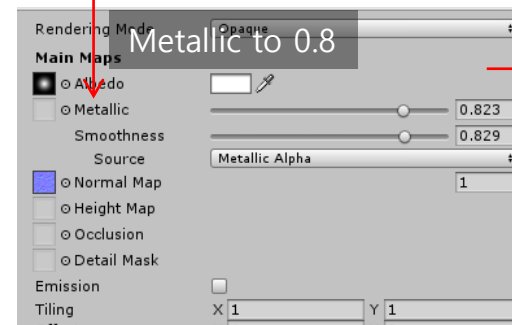 Rendering Mode Opaque
Metallic to 0.8
Main Maps
Albedo
Metallic 0.823
Smoothness 0.829
Source Metallic Alpha
Normal Map 1
Height Map
Occlusion
Detail Mask
Emission
Tiling X 1 Y 1